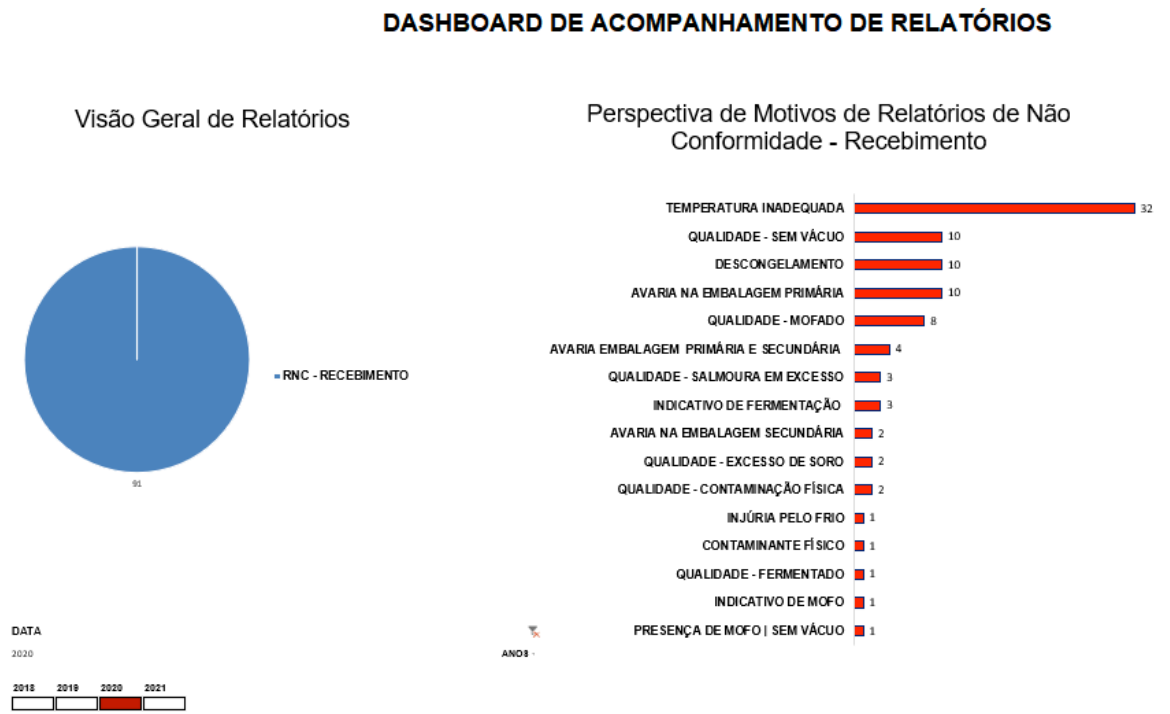 DASHBOARD DE ACOMPANHAMENTO DE RELATÓRIOS
Visão Geral de Relatórios
RNC - RECEBIMENTO
91
Perspectiva de Motivos de Relatórios de Não
Conformidade - Recebimento
TEMPERATURA INADEQUADA 32
QUALIDADE - SEM VÁCUO 10
DESCONGELAMENTO 10
AVARIA NA EMBALAGEM PRIMÁRIA 10
QUALIDADE - MOFADO 8
AVARIA EMBALAGEM PRIMÁRIA E SECUNDÁRIA 4
QUALIDADE - SALMOURA EM EXCESSO 3
INDICATIVO DE FERMENTAÇÃO 3
AVARIA NA EMBALAGEM SECUNDÁRIA 2
QUALIDADE - EXCESSO DE SORO 2
QUALIDADE - CONTAMINAÇÃO FÍSICA 2
INJÚRIA PELO FRIO 1
CONTAMINANTE FÍSICO 1
QUALIDADE - FERMENTADO 1
INDICATIVO DE MOFO 1
PRESENÇA DE MOFO | SEM VÁCUO 1
DATA
2020 ANOS -
2018 2019 2020 2021